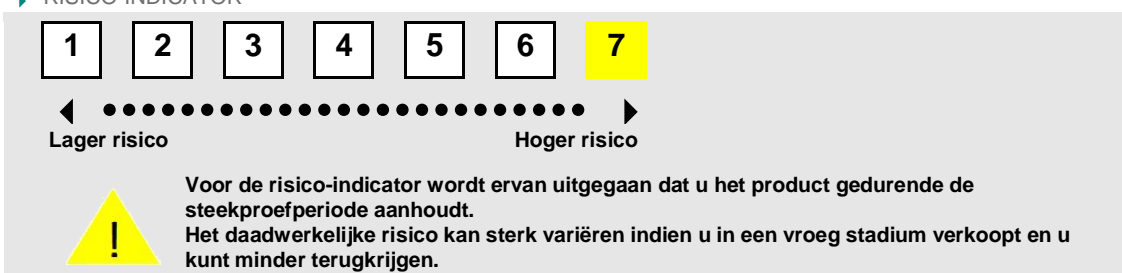 RISICO-INDICATOR
1 2 3 4 5 6 7
Lager risico Hoger risico
Voor de risico-indicator wordt ervan uitgegaan dat u het product gedurende de
steekproefperiode aanhoudt.
!
Het daadwerkelijke risico kan sterk variëren indien u in een vroeg stadium verkoopt en u
kunt minder terugkrijgen.